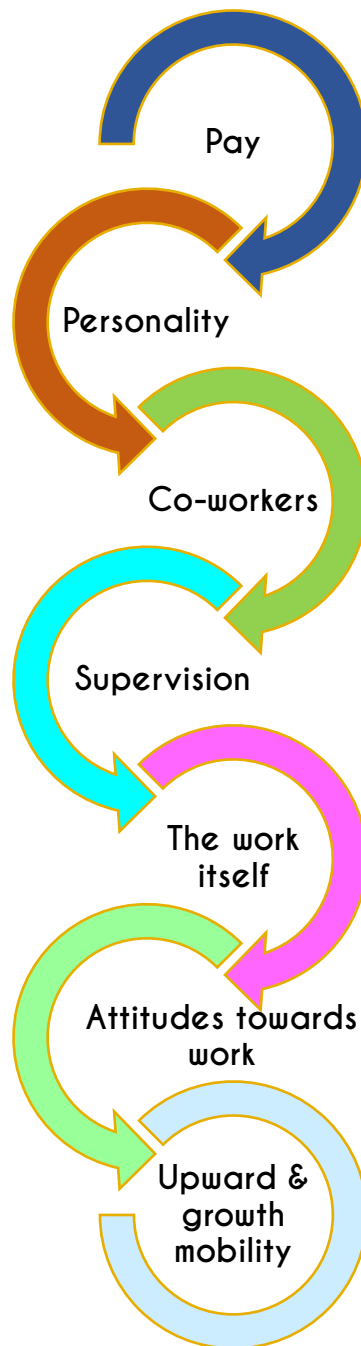 Pay
Personality
Co-workers
Supervision
The work
itself
Attitudes towards
work
Upward &
growth
mobility